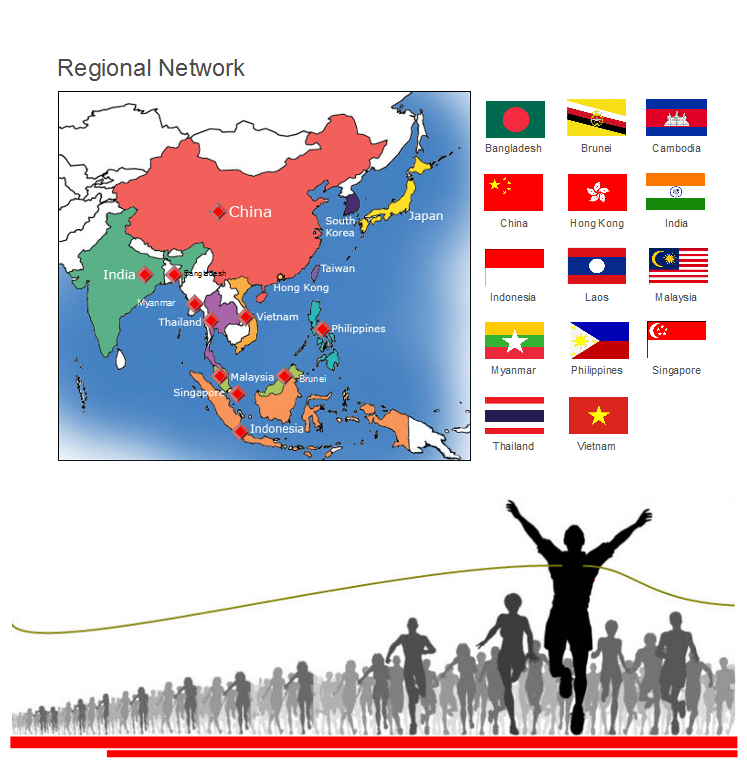 Regional Network
China
South
Korea
Japan
India
Bangladesh
Taiwan
Hong Kong
Myanmar
Thailand
Vietnam
Philippines
Malaysia
Brunei
Singapore
Indonesia
Bangladesh
Brunei
Cambodia
China
Hong Kong
India
Indonesia
Laos
Malaysia
Myanmar
Philippines
Singapore
Thailand
Vietnam